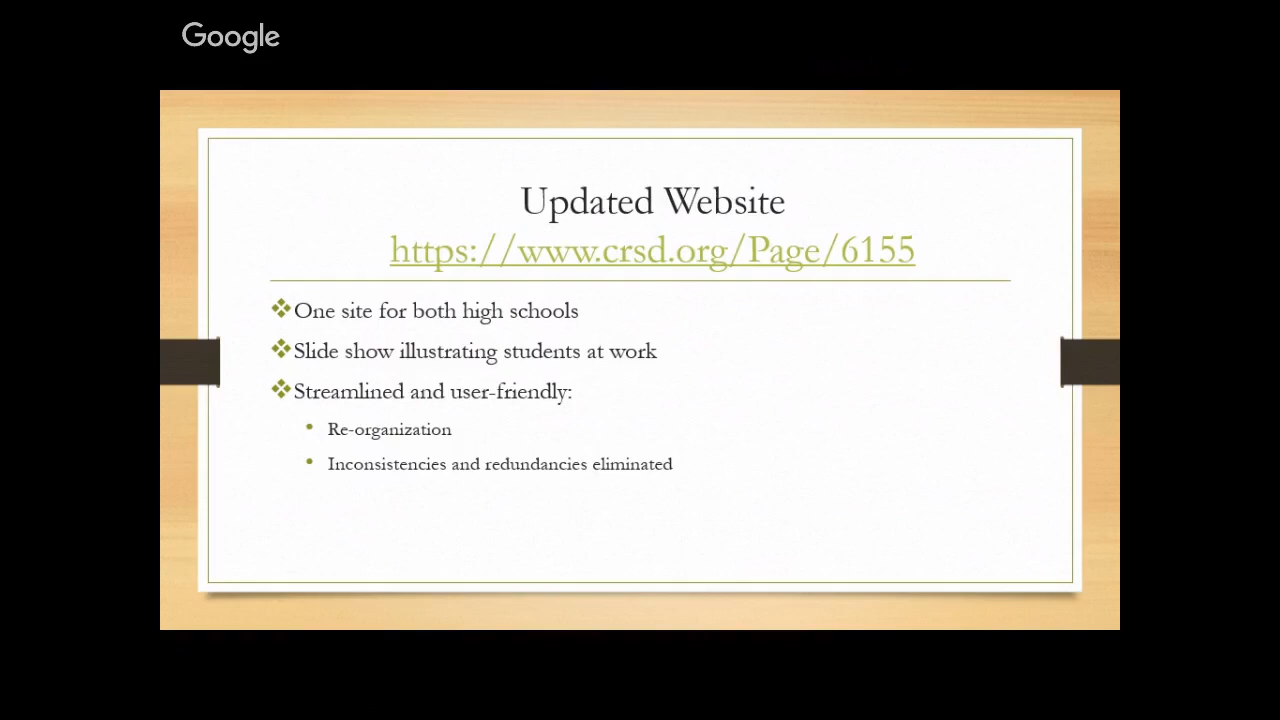 Google
Updated Website
https://www.crsd.org/Page/6155
One site for both high schools
Slide show illustrating students at work
Streamlined and user-friendly:
Re-organization
Inconsistencies and redundancies eliminated